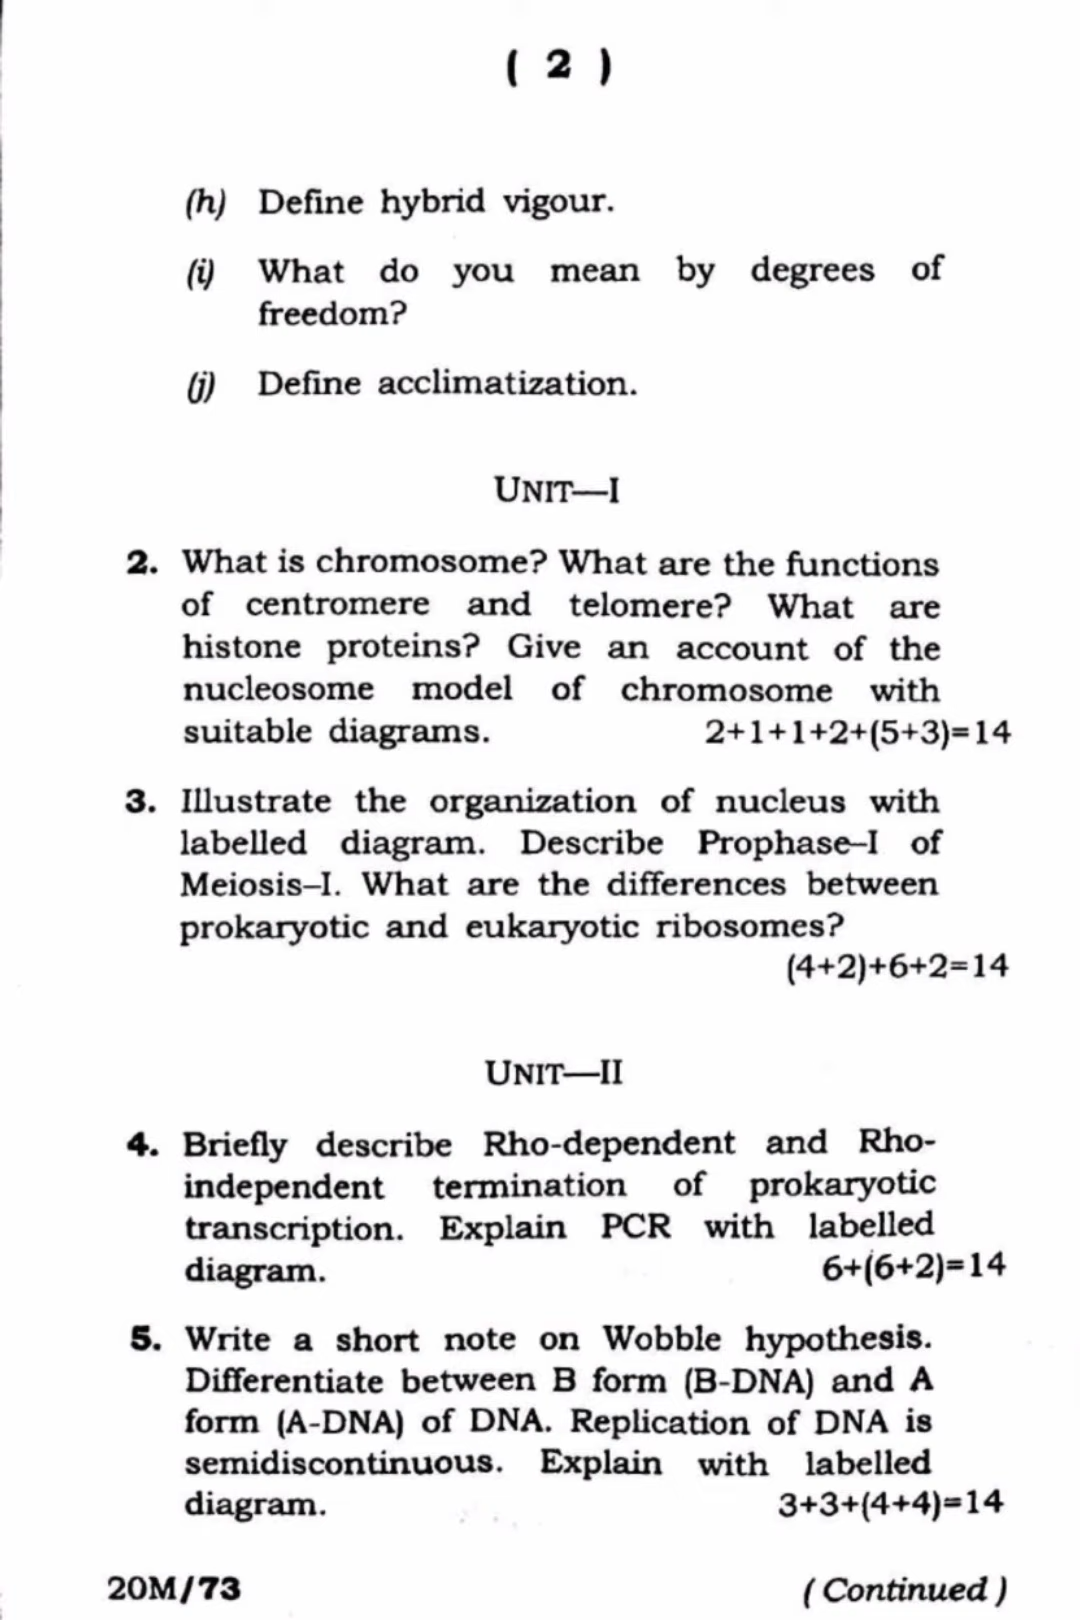 ( 2 )
(h) Define hybrid vigour.
(i) What do you mean by degrees of
freedom?
(j) Define acclimatization.
UNIT—I
2. What is chromosome? What are the functions
of centromere and telomere? What are
histone proteins? Give an account of the
nucleosome model of chromosome with
suitable diagrams. 2+1+1+2+(5+3)=14
3. Illustrate the organization of nucleus with
labelled diagram. Describe Prophase–I of
Meiosis–I. What are the differences between
prokaryotic and eukaryotic ribosomes?
(4+2)+6+2=14
UNIT—II
4. Briefly describe Rho-dependent and Rho-
independent termination of prokaryotic
transcription. Explain PCR with labelled
diagram. 6+(6+2)=14
5. Write a short note on Wobble hypothesis.
Differentiate between B form (B-DNA) and A
form (A-DNA) of DNA. Replication of DNA is
semidiscontinuous. Explain with labelled
diagram. 3+3+(4+4)=14
20M/73 ( Continued )